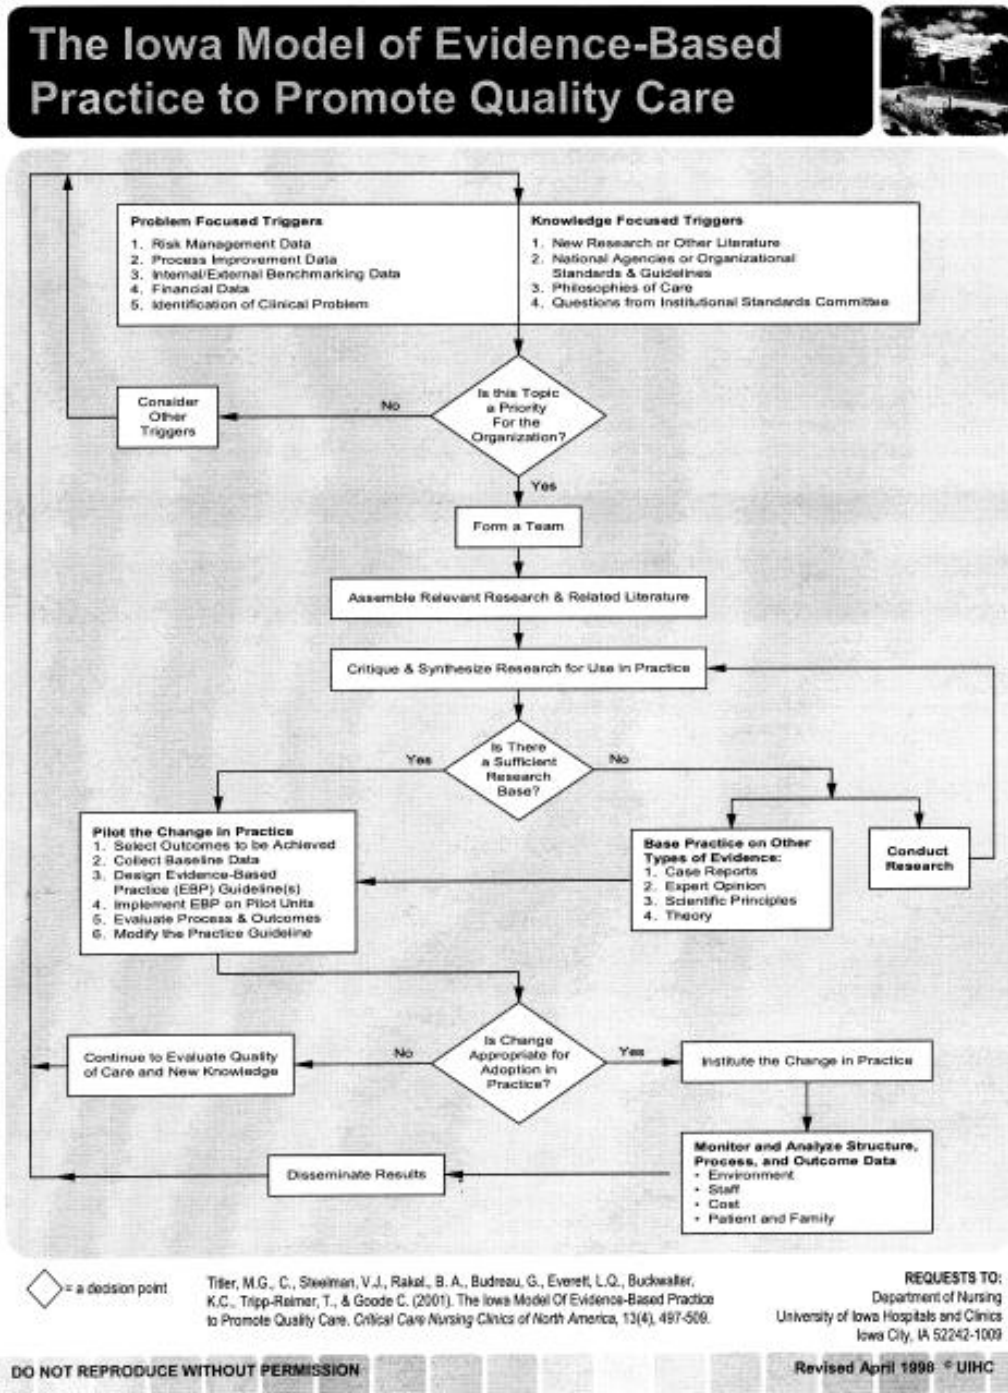 The Iowa Model of Evidence-Based
Practice to Promote Quality Care
Problem Focused Triggers
1. Risk Management Data
2. Process Improvement Data
3. Internal/External Benchmarking Data
4. Financial Data
5. Identification of Clinical Problem
Knowledge Focused Triggers
1. New Research or Other Literature
2. National Agencies or Organizational
Standards & Guidelines
3. Philosophies of Care
4. Questions from Institutional Standards Committee
Consider
Other
Triggers
No
Is this Topic
a Priority
For the
Organization?
Yes
Form a Team
Assemble Relevant Research & Related Literature
Critique & Synthesize Research for Use in Practice
Yes
Is There
a Sufficient
Research
Base?
No
Pilot the Change in Practice
1. Select Outcomes to be Achieved
2. Collect Baseline Data
3. Design Evidence-Based
Practice (EBP) Guideline(s)
4. Implement EBP on Pilot Units
5. Evaluate Process & Outcomes
6. Modify the Practice Guideline
Base Practice on Other
Types of Evidence:
1. Case Reports
2. Expert Opinion
3. Scientific Principles
4. Theory
Conduct
Research
Continue to Evaluate Quality
of Care and New Knowledge
No
Is Change
Appropriate for
Adoption in
Practice?
Yes
Institute the Change in Practice
Disseminate Results
Monitor and Analyze Structure,
Process, and Outcome Data
• Environment
• Staff
• Cost
• Patient and Family
= a decision point
Titler, M.G., C., Steelman, V.J., Rakel., B. A., Budreau, G., Everett, L.Q., Buckwalter,
K.C., Tripp-Reimer, T., & Goode C. (2001). The Iowa Model Of Evidence-Based Practice
to Promote Quality Care. Critical Care Nursing Clinics of North America, 13(4), 497-509.
REQUESTS TO:
Department of Nursing
University of Iowa Hospitals and Clinics
Iowa City, IA 52242-1009
DO NOT REPRODUCE WITHOUT PERMISSION
Revised April 1998 © UIHC